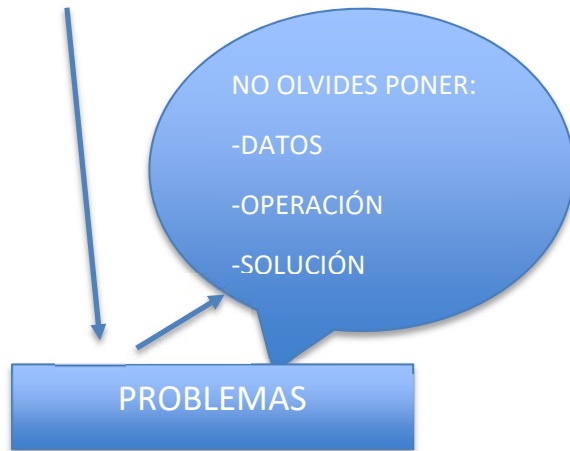 NO OLVIDES PONER:
-DATOS
-OPERACIÓN
-SOLUCIÓN
PROBLEMAS